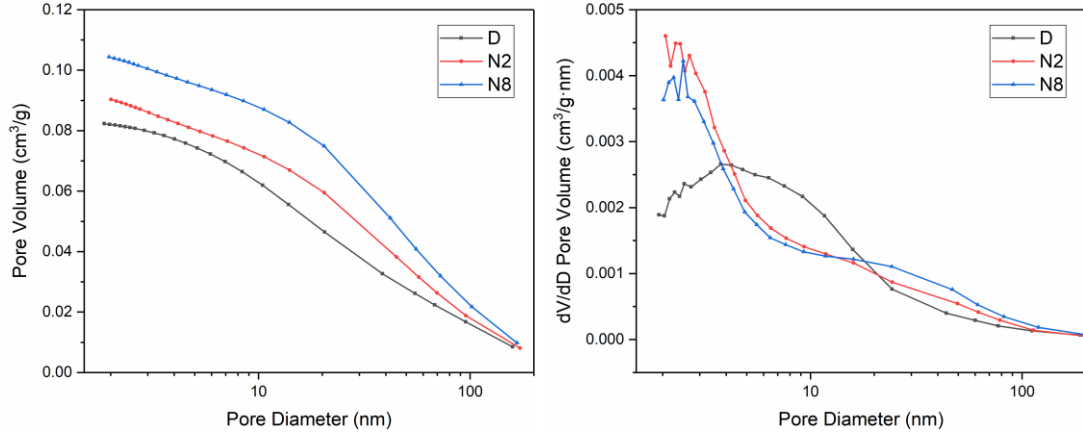 0.12
0.10
0.08
0.06
0.04
0.02
0.00
Pore Volume (cm³/g)
10
100
Pore Diameter (nm)
D
N2
N8
0.005
0.004
0.003
0.002
0.001
0.000
dV/dD Pore Volume (cm³/g·nm)
10
100
Pore Diameter (nm)
D
N2
N8